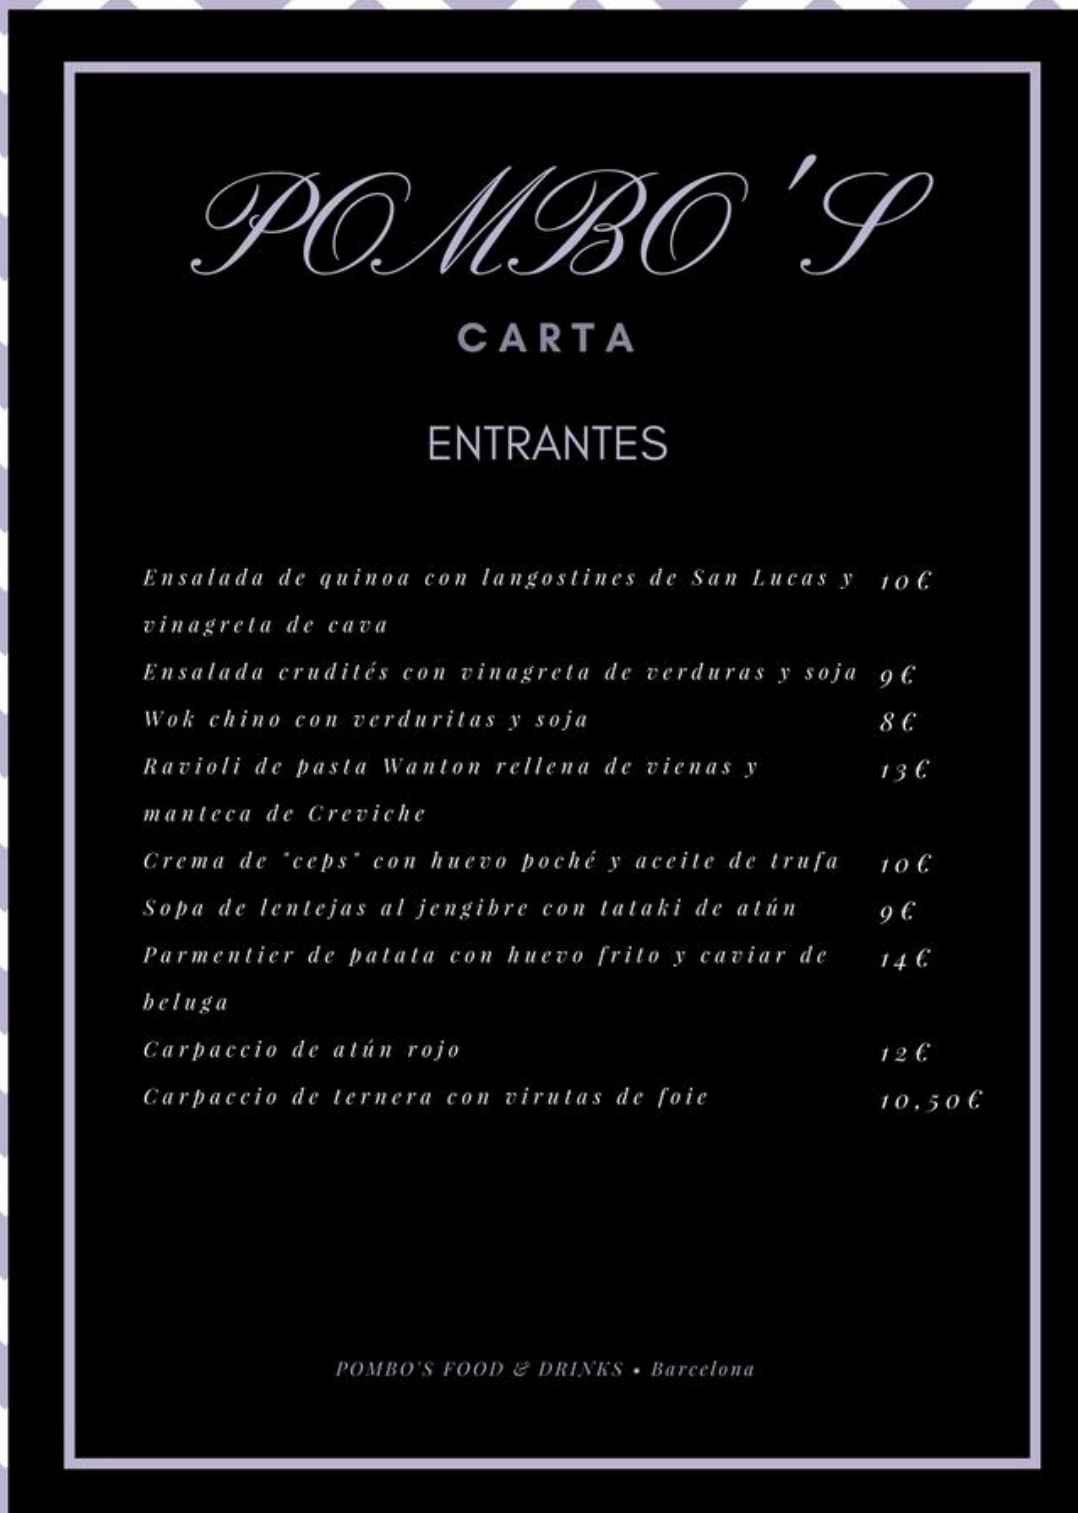 POMBO'S
CARTA
ENTRANTES
Ensalada de quinoa con langostines de San Lucas y 10€
vinagreta de cava
Ensalada crudités con vinagreta de verduras y soja 9€
Wok chino con verduritas y soja 8€
Ravioli de pasta Wanton rellena de vienas y 13€
manteca de Creviche
Crema de "ceps" con huevo poché y aceite de trufa 10€
Sopa de lentejas al jengibre con tataki de atún 9€
Parmentier de patata con huevo frito y caviar de 14€
beluga
Carpaccio de atún rojo 12€
Carpaccio de ternera con virutas de foie 10,50€
POMBO'S FOOD & DRINKS • Barcelona